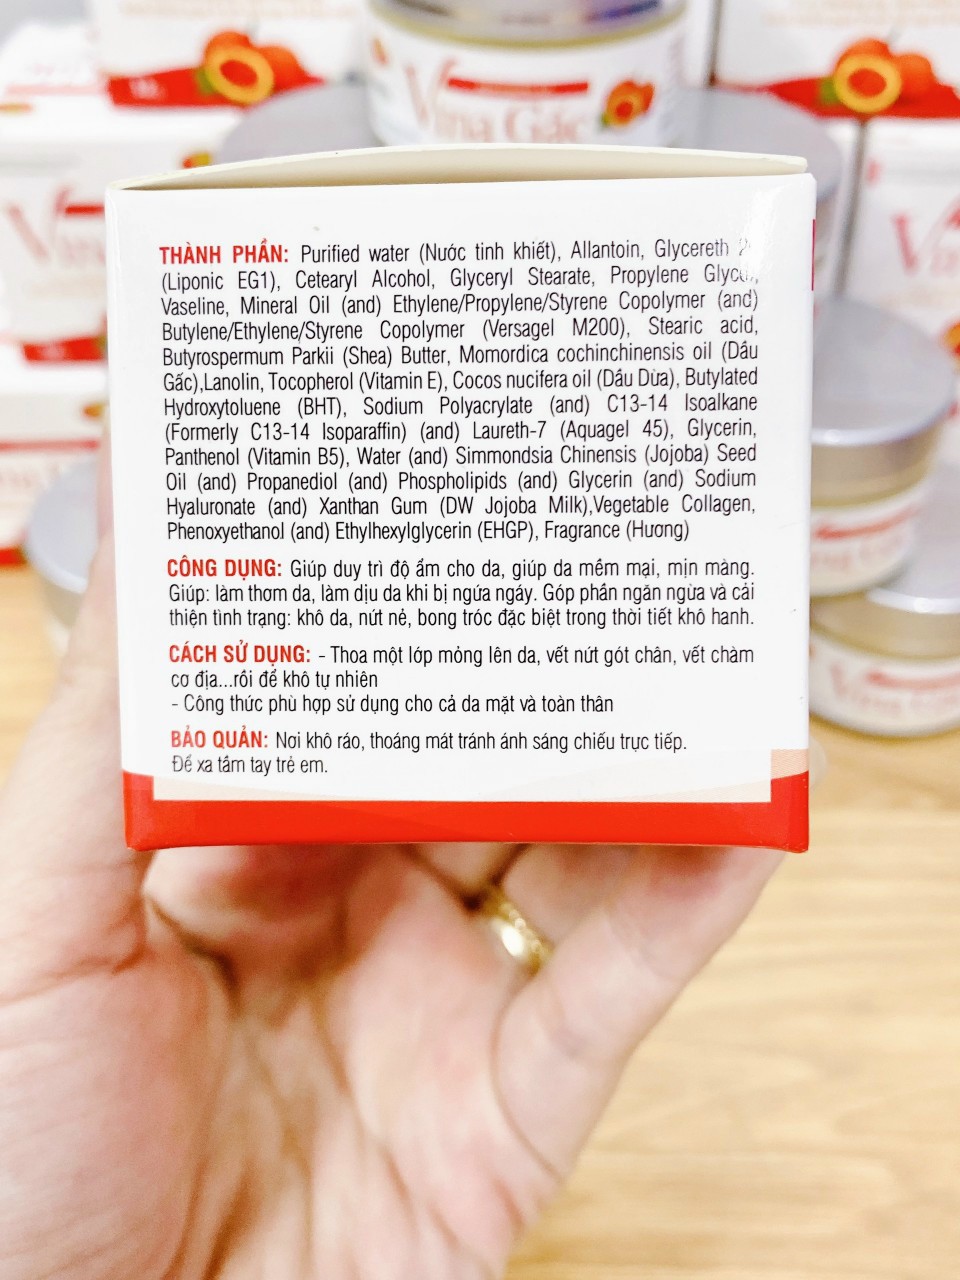 Vina Gấc
THÀNH PHẦN: Purified water (Nước tinh khiết), Allantoin, Glycereth
(Liponic EG1), Cetearyl Alcohol, Glyceryl Stearate, Propylene Glycol,
Vaseline, Mineral Oil (and) Ethylene/Propylene/Styrene Copolymer (and)
Butylene/Ethylene/Styrene Copolymer (Versagel M200), Stearic acid,
Butyrospermum Parkii (Shea) Butter, Momordica cochinchinensis oil (Dầu
Gấc),Lanolin, Tocopherol (Vitamin E), Cocos nucifera oil (Dầu Dừa), Butylated
Hydroxytoluene (BHT), Sodium Polyacrylate (and) C13-14 Isoalkane
(Formerly C13-14 Isoparaffin) (and) Laureth-7 (Aquagel 45), Glycerin,
Panthenol (Vitamin B5), Water (and) Simmondsia Chinensis (Jojoba) Seed
Oil (and) Propanediol (and) Phospholipids (and) Glycerin (and) Sodium
Hyaluronate (and) Xanthan Gum (DW Jojoba Milk),Vegetable Collagen,
Phenoxyethanol (and) Ethylhexylglycerin (EHGP), Fragrance (Hương)
CÔNG DỤNG: Giúp duy trì độ ẩm cho da, giúp da mềm mại, mịn màng.
Giúp: làm thơm da, làm dịu da khi bị ngứa ngáy. Góp phần ngăn ngừa và cải
thiện tình trạng: khô da, nứt nẻ, bong tróc đặc biệt trong thời tiết khô hanh.
CÁCH SỬ DỤNG: - Thoa một lớp mỏng lên da, vết nứt gót chân, vết chàm
cơ địa...rồi để khô tự nhiên
- Công thức phù hợp sử dụng cho cả da mặt và toàn thân
BẢO QUẢN: Nơi khô ráo, thoáng mát tránh ánh sáng chiếu trực tiếp.
Để xa tầm tay trẻ em.